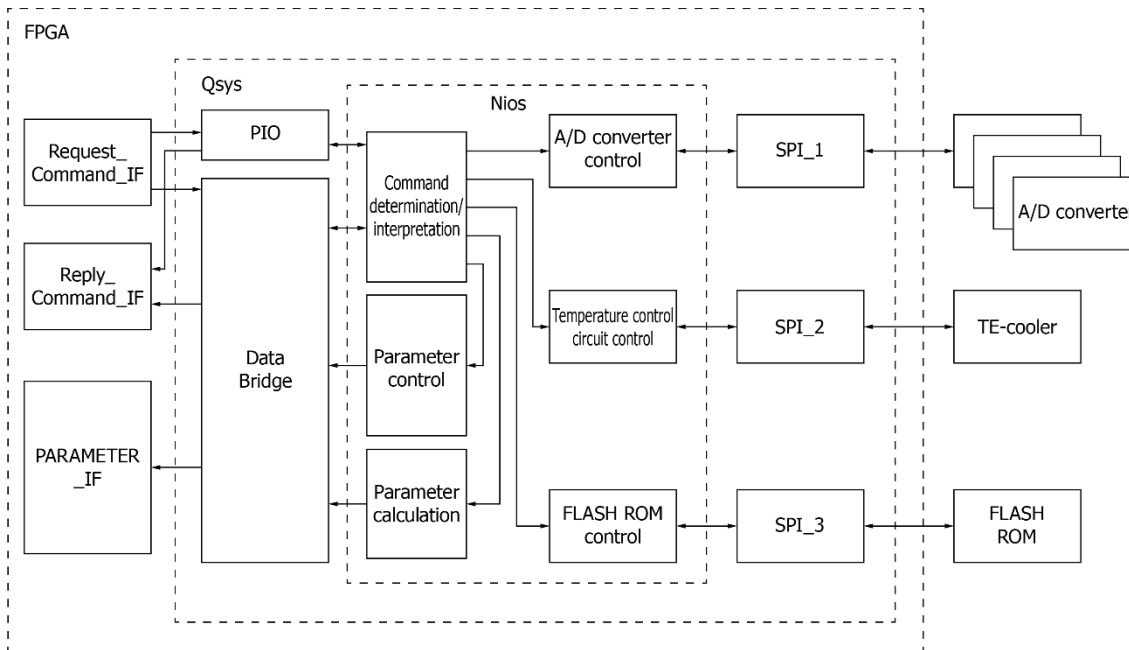 FPGA
Qsys
Nios
Request_
Command_IF
PIO
Command
determination/
interpretation
A/D converter
control
SPI_1
A/D converter
Reply_
Command_IF
Data
Bridge
Parameter
control
Temperature control
circuit control
SPI_2
TE-cooler
PARAMETER
_IF
Parameter
calculation
FLASH ROM
control
SPI_3
FLASH
ROM